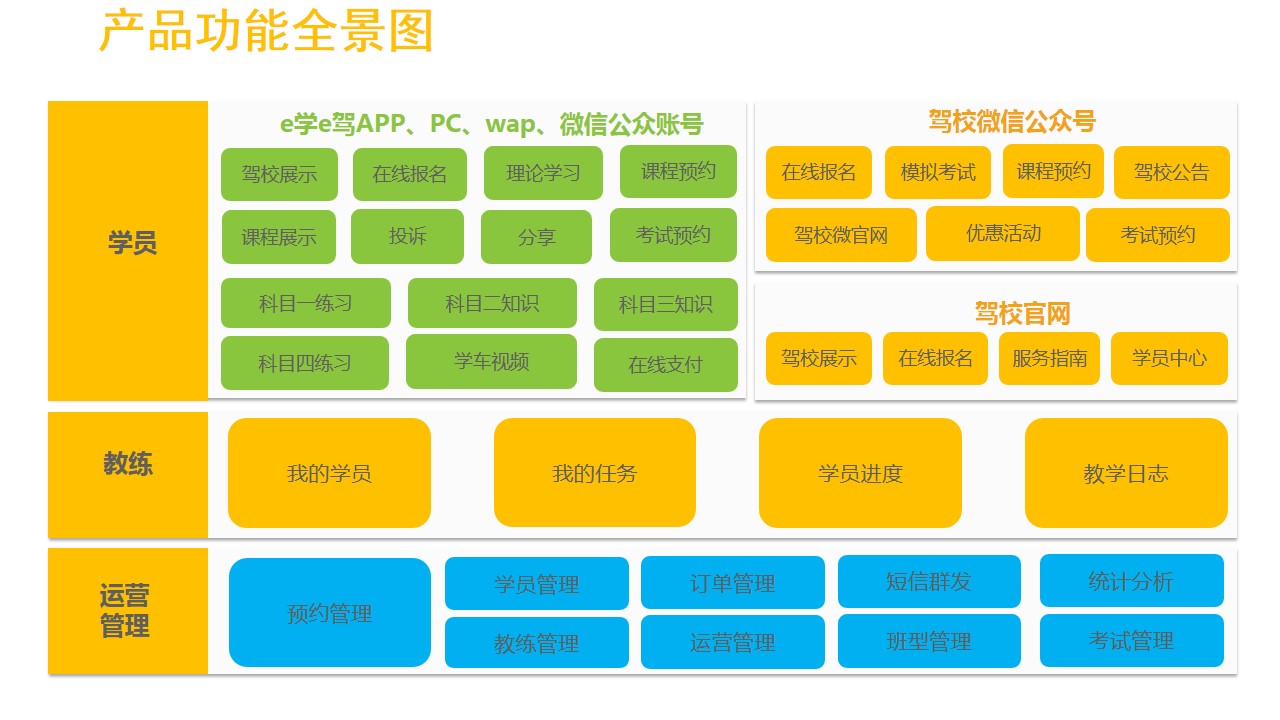 产品功能全景图
学员
e学e驾APP、PC、wap、微信公众账号
驾校展示
在线报名
理论学习
课程预约
课程展示
投诉
分享
考试预约
科目一练习
科目二知识
科目三知识
科目四练习
学车视频
在线支付
驾校微信公众号
在线报名
模拟考试
课程预约
驾校公告
驾校微官网
优惠活动
考试预约
驾校官网
驾校展示
在线报名
服务指南
学员中心
教练
我的学员
我的任务
学员进度
教学日志
运营
管理
预约管理
学员管理
订单管理
短信群发
统计分析
教练管理
运营管理
班型管理
考试管理